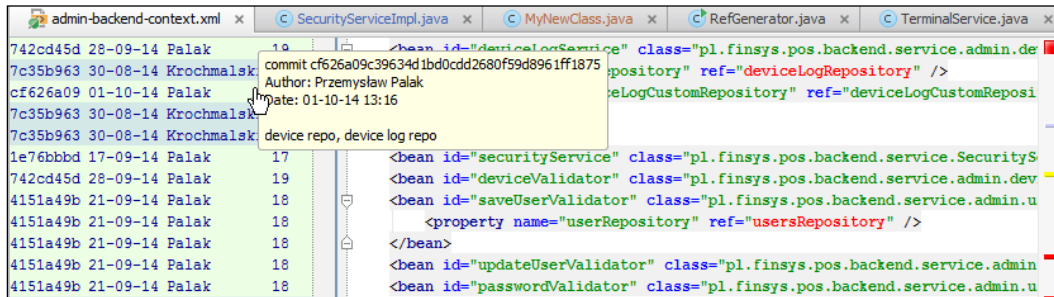 admin-backend-context.xml × SecurityServiceImpl.java × MyNewClass.java × RefGenerator.java × TerminalService.java ×
742cd45d 28-09-14 Palak 19 <bean id="deviceLogService" class="pl.finsys.pos.backend.service.admin.de
7c35b963 30-08-14 Krochmalski commit cf626a09c39634d1bd0cdd2680f59d8961ff1875 pository" ref="deviceLogRepository" />
Author: Przemysław Palak
cf626a09 01-10-14 Palak Date: 01-10-14 13:16 eLogCustomRepository" ref="deviceLogCustomReposi
7c35b963 30-08-14 Krochmalsk
7c35b963 30-08-14 Krochmalsk device repo, device log repo
1e76bbbd 17-09-14 Palak 17 <bean id="securityService" class="pl.finsys.pos.backend.service.SecurityS
742cd45d 28-09-14 Palak 19 <bean id="deviceValidator" class="pl.finsys.pos.backend.service.admin.dev
4151a49b 21-09-14 Palak 18 <bean id="saveUserValidator" class="pl.finsys.pos.backend.service.admin.u
4151a49b 21-09-14 Palak 18 <property name="userRepository" ref="usersRepository" />
4151a49b 21-09-14 Palak 18 </bean>
4151a49b 21-09-14 Palak 18 <bean id="updateUserValidator" class="pl.finsys.pos.backend.service.admin
4151a49b 21-09-14 Palak 18 <bean id="passwordValidator" class="pl.finsys.pos.backend.service.admin.u